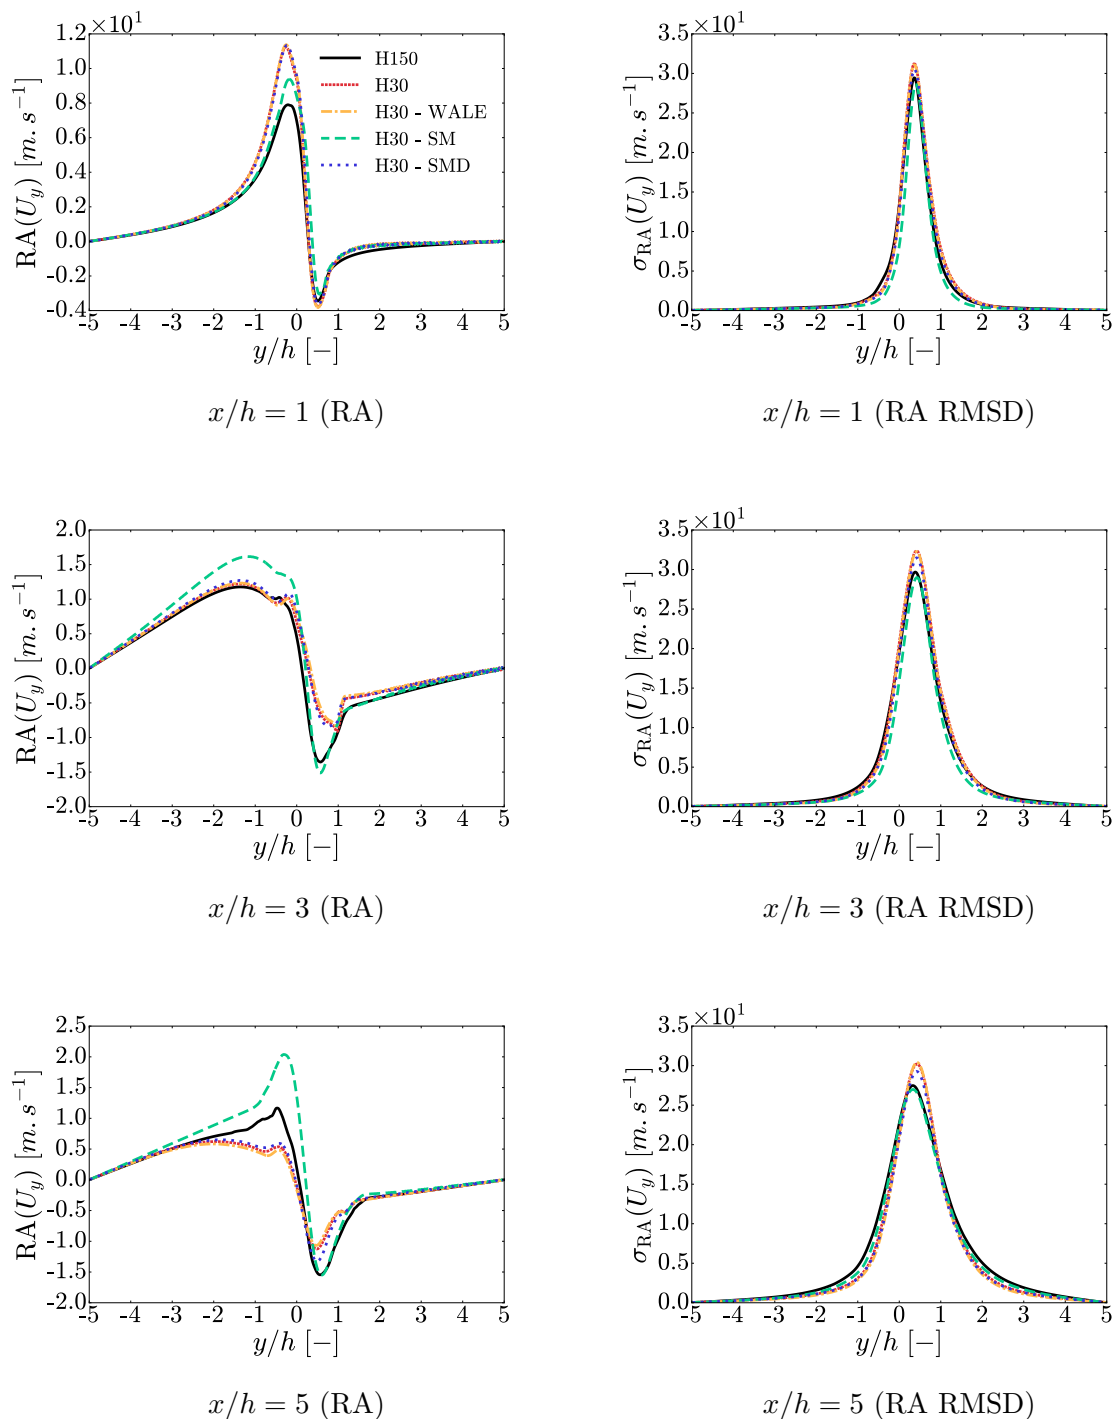 ×10¹
1.2
1.0
0.8
0.6
0.4
0.2
0.0
-0.2
-0.4
-5 -4 -3 -2 -1 0 1 2 3 4 5
RA(U_y) [m.s⁻¹]
y/h [−]
H150
H30
H30 - WALE
H30 - SM
H30 - SMD
x/h = 1 (RA)
×10¹
3.5
3.0
2.5
2.0
1.5
1.0
0.5
0.0
-5 -4 -3 -2 -1 0 1 2 3 4 5
σ_RA(U_y) [m.s⁻¹]
y/h [−]
x/h = 1 (RA RMSD)
2.0
1.5
1.0
0.5
0.0
-0.5
-1.0
-1.5
-2.0
-5 -4 -3 -2 -1 0 1 2 3 4 5
RA(U_y) [m.s⁻¹]
y/h [−]
x/h = 3 (RA)
×10¹
3.5
3.0
2.5
2.0
1.5
1.0
0.5
0.0
-5 -4 -3 -2 -1 0 1 2 3 4 5
σ_RA(U_y) [m.s⁻¹]
y/h [−]
x/h = 3 (RA RMSD)
2.5
2.0
1.5
1.0
0.5
0.0
-0.5
-1.0
-1.5
-2.0
-5 -4 -3 -2 -1 0 1 2 3 4 5
RA(U_y) [m.s⁻¹]
y/h [−]
x/h = 5 (RA)
×10¹
3.5
3.0
2.5
2.0
1.5
1.0
0.5
0.0
-5 -4 -3 -2 -1 0 1 2 3 4 5
σ_RA(U_y) [m.s⁻¹]
y/h [−]
x/h = 5 (RA RMSD)